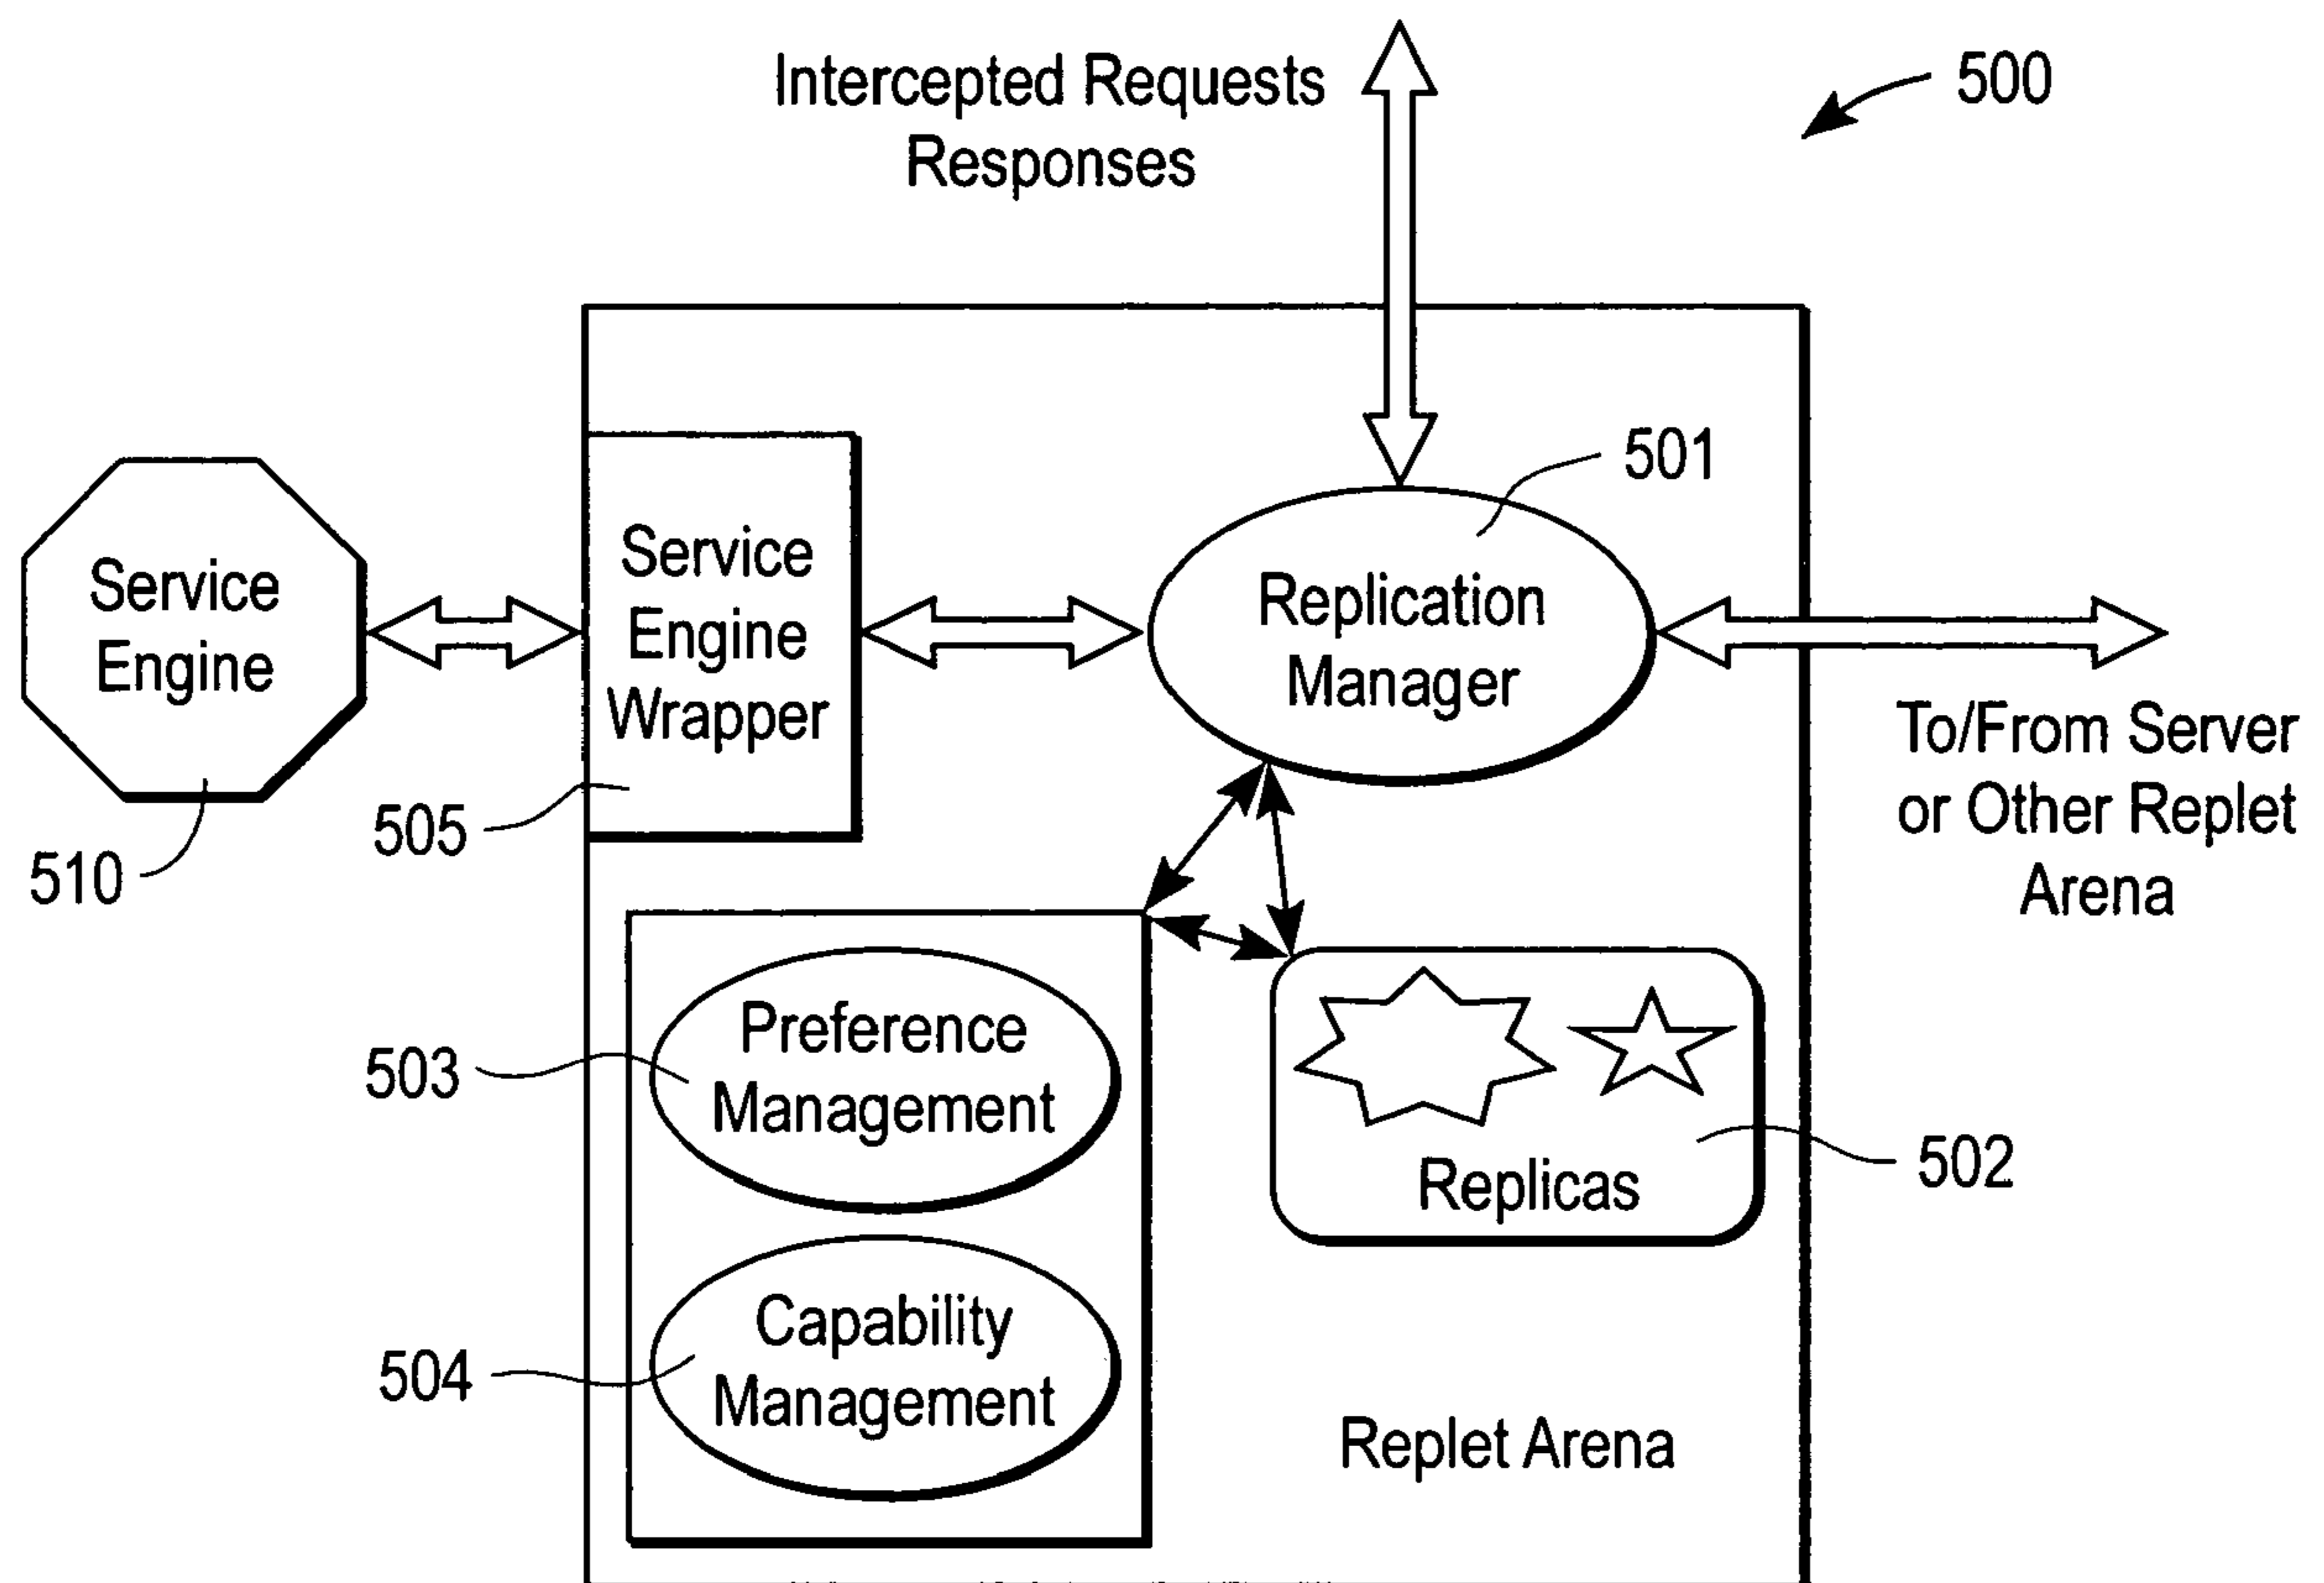 Intercepted Requests
Responses
500
501
Service
Engine
510
Service
Engine
Wrapper
505
Replication
Manager
To/From Server
or Other Replet
Arena
Preference
Management
503
Capability
Management
504
Replicas
502
Replet Arena